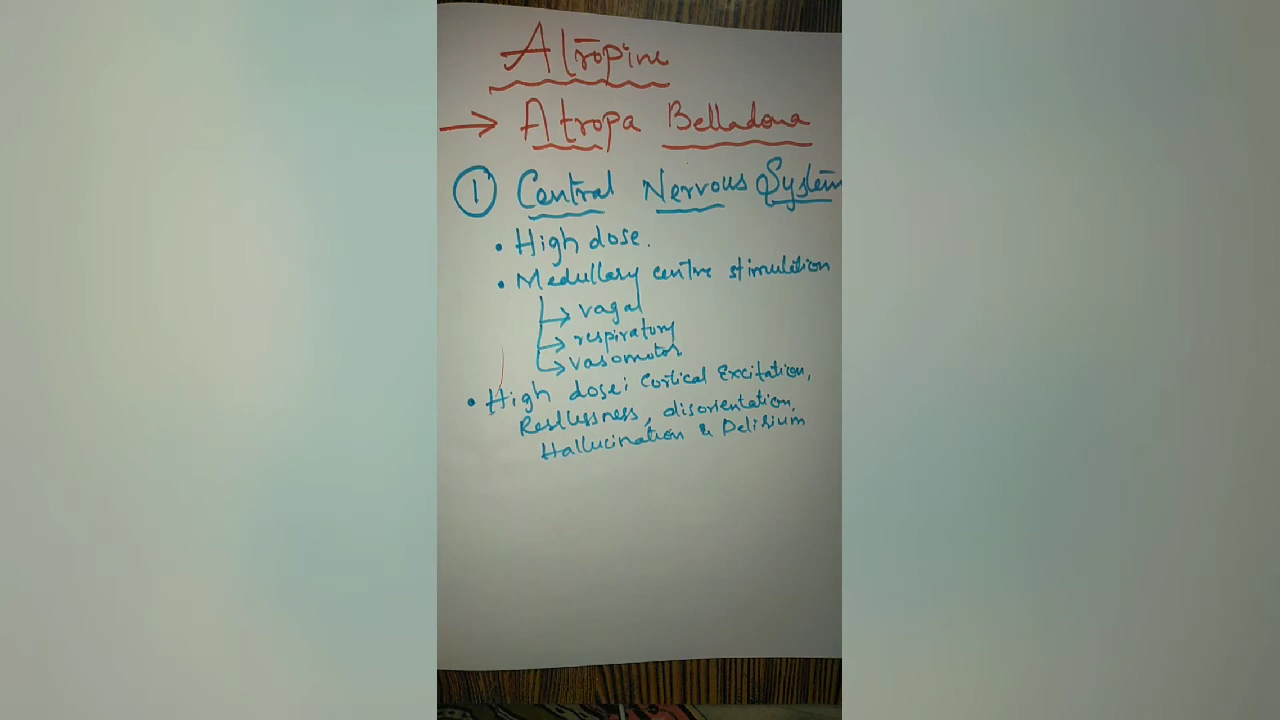 Atropine
→ Atropa Belladona
① Central Nervous System
• High dose.
• Medullary centre stimulation
→ vagal
→ respiratory
→ vasomotor
• High dose: Cortical Excitation,
Restlessness, disorientation,
Hallucination & Delirium